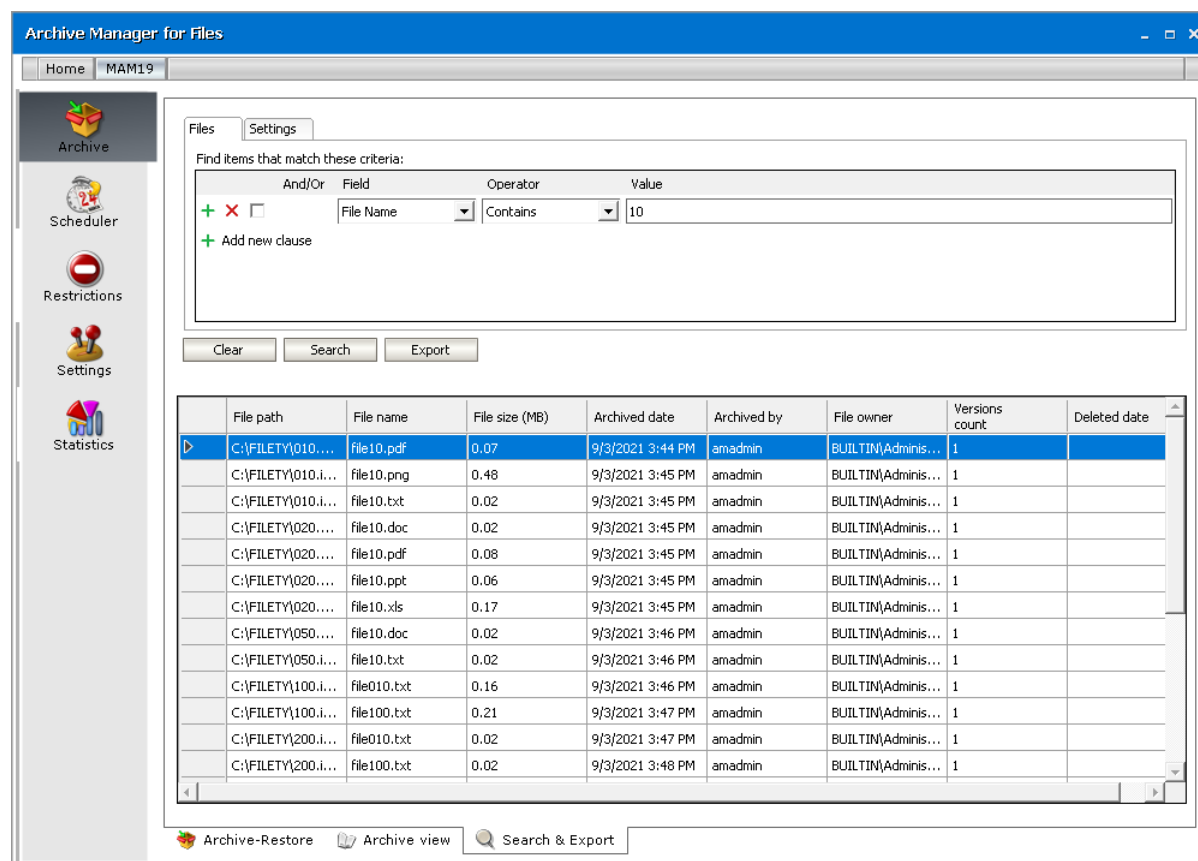 Archive Manager for Files
Home MAM19
Archive
Scheduler
Restrictions
Settings
Statistics
Files Settings
Find items that match these criteria:
And/Or Field Operator Value
File Name Contains 10
Add new clause
Clear Search Export
File path File name File size (MB) Archived date Archived by File owner Versions count Deleted date
C:\FILETY\010.... file10.pdf 0.07 9/3/2021 3:44 PM amadmin BUILTIN\Adminis... 1
C:\FILETY\010.i... file10.png 0.48 9/3/2021 3:45 PM amadmin BUILTIN\Adminis... 1
C:\FILETY\010.i... file10.txt 0.02 9/3/2021 3:45 PM amadmin BUILTIN\Adminis... 1
C:\FILETY\020.... file10.doc 0.02 9/3/2021 3:45 PM amadmin BUILTIN\Adminis... 1
C:\FILETY\020.... file10.pdf 0.08 9/3/2021 3:45 PM amadmin BUILTIN\Adminis... 1
C:\FILETY\020.... file10.ppt 0.06 9/3/2021 3:45 PM amadmin BUILTIN\Adminis... 1
C:\FILETY\020.... file10.xls 0.17 9/3/2021 3:45 PM amadmin BUILTIN\Adminis... 1
C:\FILETY\050.... file10.doc 0.02 9/3/2021 3:46 PM amadmin BUILTIN\Adminis... 1
C:\FILETY\050.i... file10.txt 0.02 9/3/2021 3:46 PM amadmin BUILTIN\Adminis... 1
C:\FILETY\100.i... file010.txt 0.16 9/3/2021 3:46 PM amadmin BUILTIN\Adminis... 1
C:\FILETY\100.i... file100.txt 0.21 9/3/2021 3:47 PM amadmin BUILTIN\Adminis... 1
C:\FILETY\200.i... file010.txt 0.02 9/3/2021 3:47 PM amadmin BUILTIN\Adminis... 1
C:\FILETY\200.i... file100.txt 0.02 9/3/2021 3:48 PM amadmin BUILTIN\Adminis... 1
Archive-Restore Archive view Search & Export